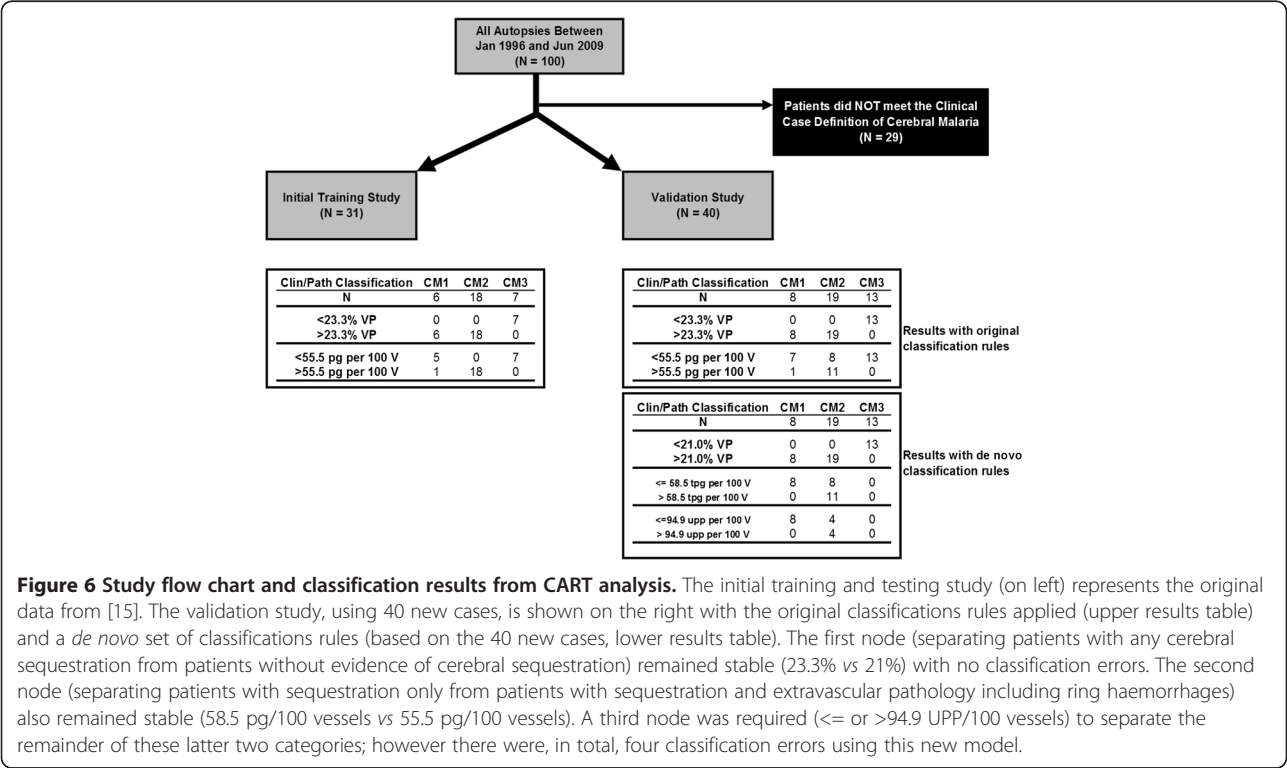 All Autopsies Between
Jan 1996 and Jun 2009
(N = 100)
Patients did NOT meet the Clinical
Case Definition of Cerebral Malaria
(N = 29)
Initial Training Study
(N = 31)
Validation Study
(N = 40)
Clin/Path Classification CM1 CM2 CM3
N 6 18 7
<23.3% VP 0 0 7
>23.3% VP 6 18 0
<55.5 pg per 100 V 5 0 7
>55.5 pg per 100 V 1 18 0
Clin/Path Classification CM1 CM2 CM3
N 8 19 13
<23.3% VP 0 0 13
>23.3% VP 8 19 0
<55.5 pg per 100 V 7 8 13
>55.5 pg per 100 V 1 11 0
Results with original
classification rules
Clin/Path Classification CM1 CM2 CM3
N 8 19 13
<21.0% VP 0 0 13
>21.0% VP 8 19 0
<= 58.5 tpg per 100 V 8 8 0
> 58.5 tpg per 100 V 0 11 0
<=94.9 upp per 100 V 8 4 0
> 94.9 upp per 100 V 0 4 0
Results with de novo
classification rules
Figure 6 Study flow chart and classification results from CART analysis. The initial training and testing study (on left) represents the original
data from [15]. The validation study, using 40 new cases, is shown on the right with the original classifications rules applied (upper results table)
and a de novo set of classifications rules (based on the 40 new cases, lower results table). The first node (separating patients with any cerebral
sequestration from patients without evidence of cerebral sequestration) remained stable (23.3% vs 21%) with no classification errors. The second
node (separating patients with sequestration only from patients with sequestration and extravascular pathology including ring haemorrhages)
also remained stable (58.5 pg/100 vessels vs 55.5 pg/100 vessels). A third node was required (<= or >94.9 UPP/100 vessels) to separate the
remainder of these latter two categories; however there were, in total, four classification errors using this new model.